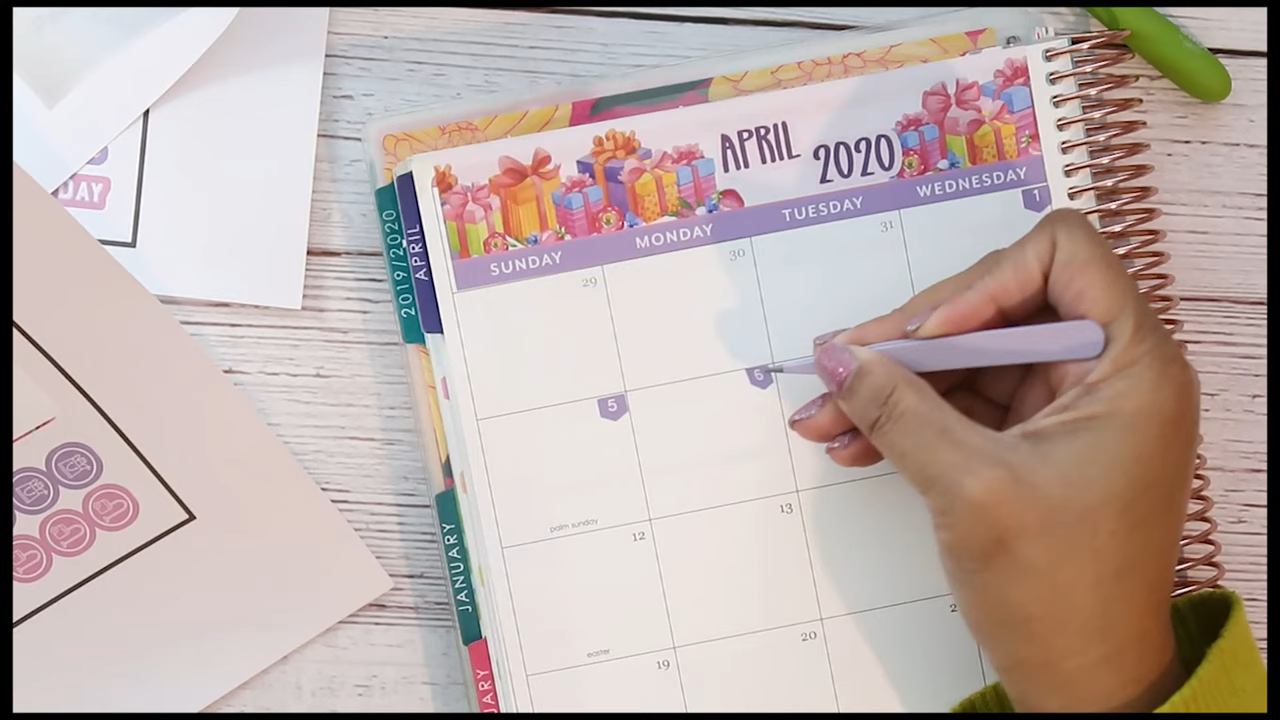 APRIL 2020
SUNDAY MONDAY TUESDAY WEDNESDAY
29 30 31 1
5 6
palm sunday
12 13
easter
19 20
2019/2020
APRIL
JANUARY
DAY